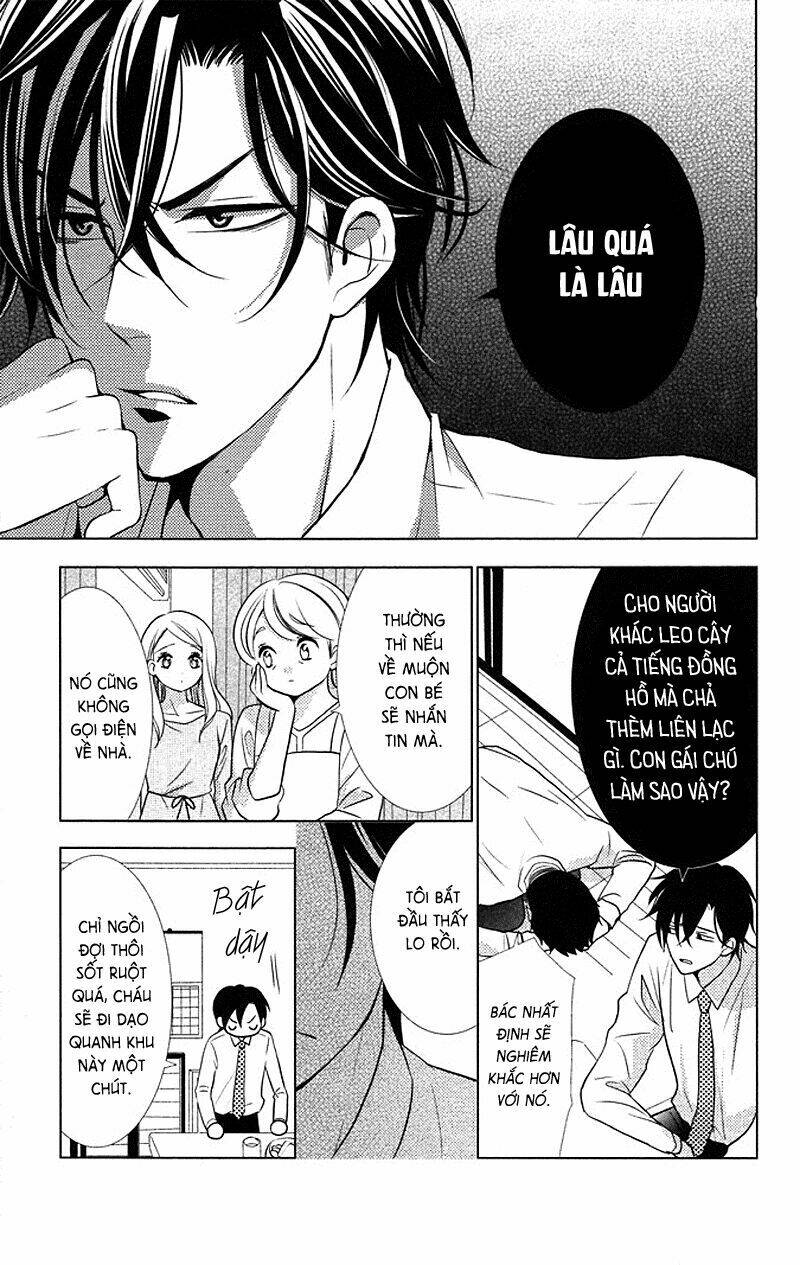 LÂU QUÁ
LÀ LÂU
CHO NGƯỜI
KHÁC LEO CÂY
CẢ TIẾNG ĐỒNG
HỒ MÀ CHẢ
THÈM LIÊN LẠC
GÌ. CON GÁI CHÚ
LÀM SAO VẬY?
BÁC NHẤT
ĐỊNH SẼ
NGHIÊM
KHẮC HƠN
VỚI NÓ.
THƯỜNG
THÌ NẾU
VỀ MUỘN
CON BÉ
SẼ NHẮN
TIN MÀ.
NÓ CŨNG
KHÔNG
GỌI ĐIỆN
VỀ NHÀ.
TÔI BẮT
ĐẦU THẤY
LO RỒI.
BẬT
DẬY
CHỈ NGỒI
ĐỢI THÔI
SỐT RUỘT
QUÁ, CHÁU
SẼ ĐI DẠO
QUANH KHU
NÀY MỘT
CHÚT.